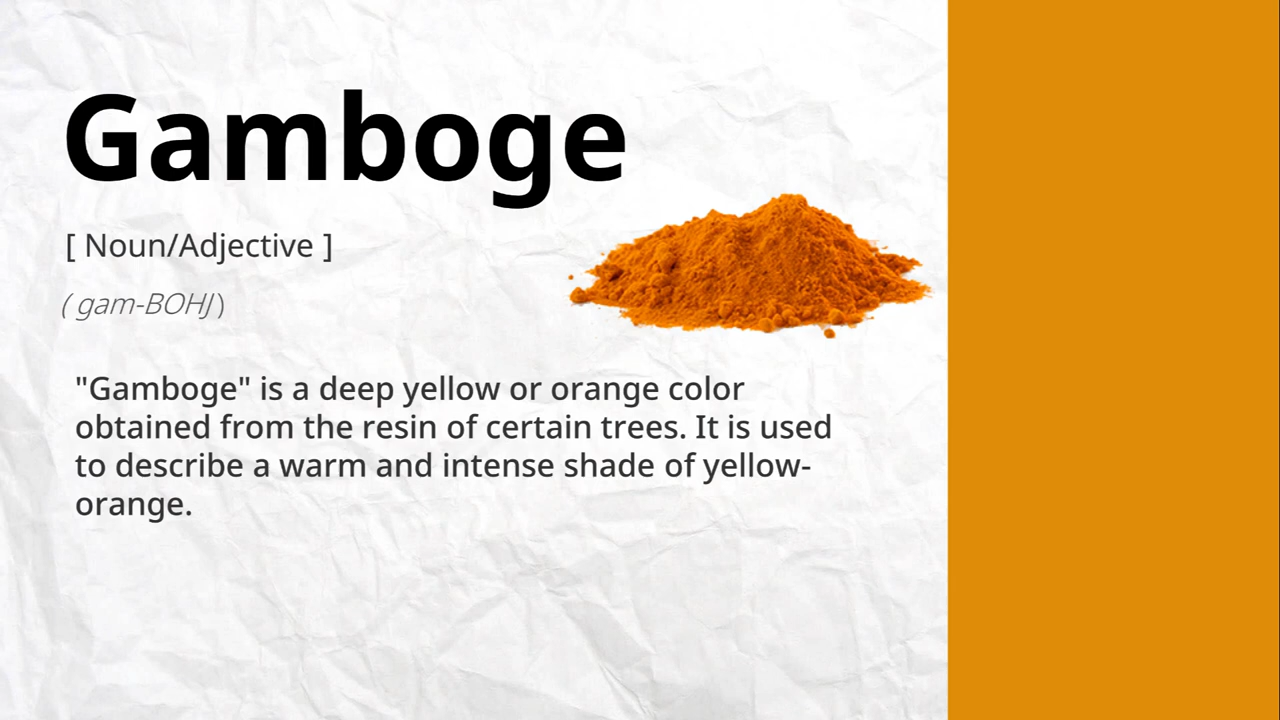 Gamboge
[ Noun/Adjective ]
( gam-BOHJ )
"Gamboge" is a deep yellow or orange color
obtained from the resin of certain trees. It is used
to describe a warm and intense shade of yellow-
orange.